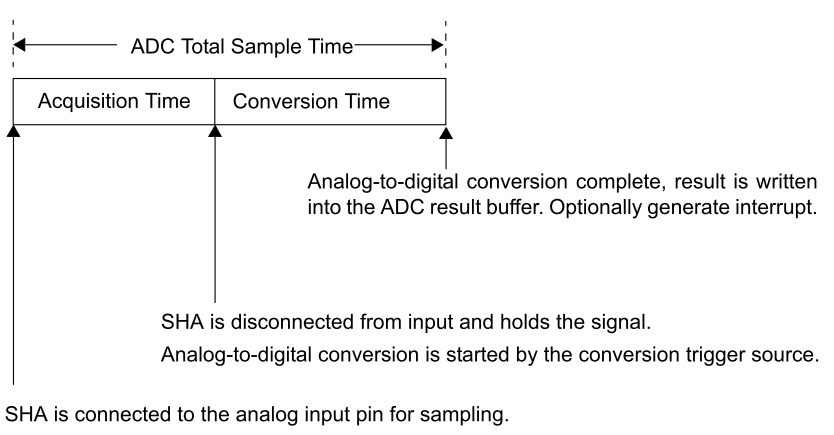 ADC Total Sample Time
Acquisition Time
Conversion Time
Analog-to-digital conversion complete, result is written
into the ADC result buffer. Optionally generate interrupt.
SHA is disconnected from input and holds the signal.
Analog-to-digital conversion is started by the conversion trigger source.
SHA is connected to the analog input pin for sampling.